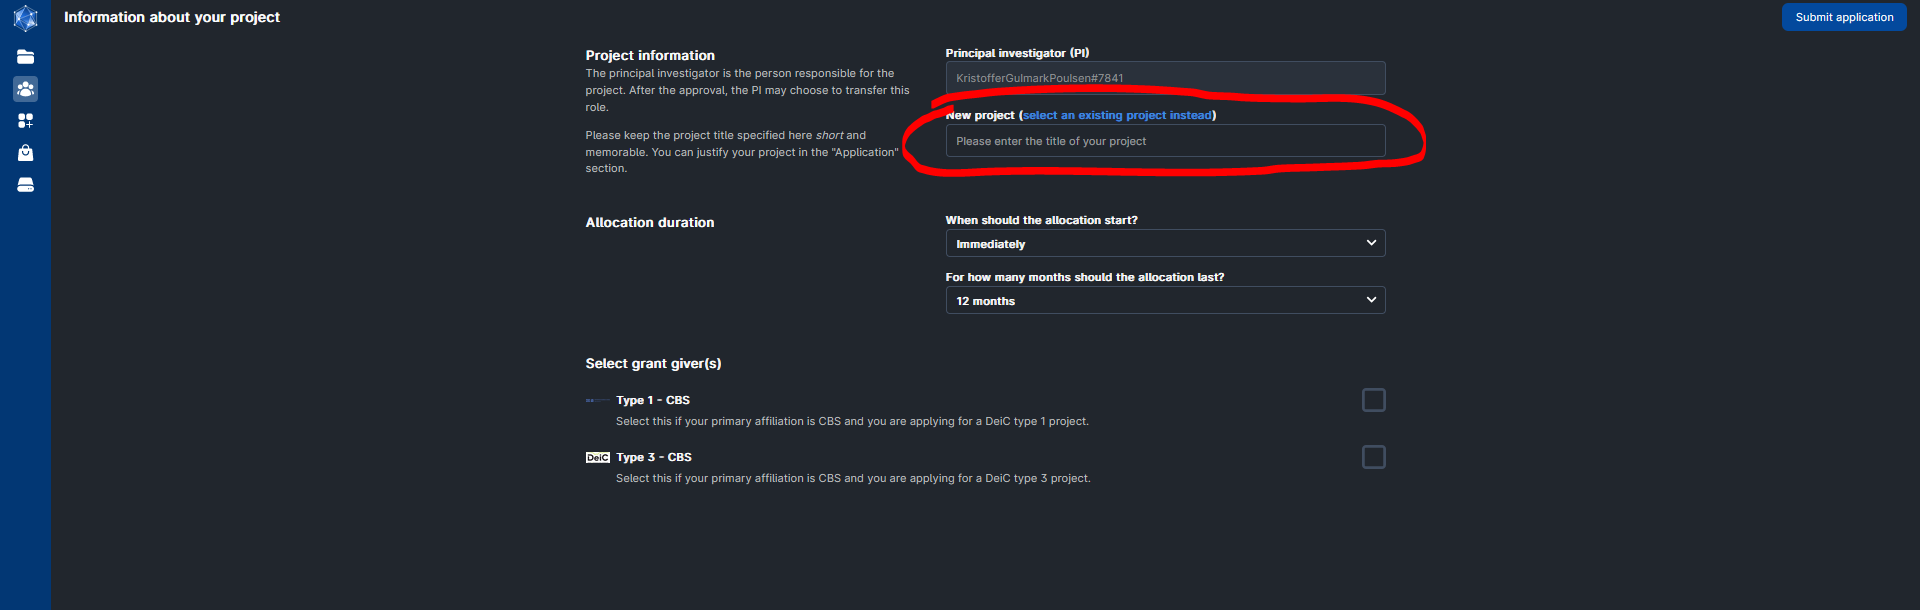 Information about your project
Submit application
Project information
The principal investigator is the person responsible for the
project. After the approval, the PI may choose to transfer this
role.
Please keep the project title specified here short and
memorable. You can justify your project in the "Application"
section.
Principal investigator (PI)
KristofferGulmarkPoulsen#7841
New project (select an existing project instead)
Please enter the title of your project
Allocation duration
When should the allocation start?
Immediately
For how many months should the allocation last?
12 months
Select grant giver(s)
Type 1 - CBS
Select this if your primary affiliation is CBS and you are applying for a DeiC type 1 project.
DeiC Type 3 - CBS
Select this if your primary affiliation is CBS and you are applying for a DeiC type 3 project.